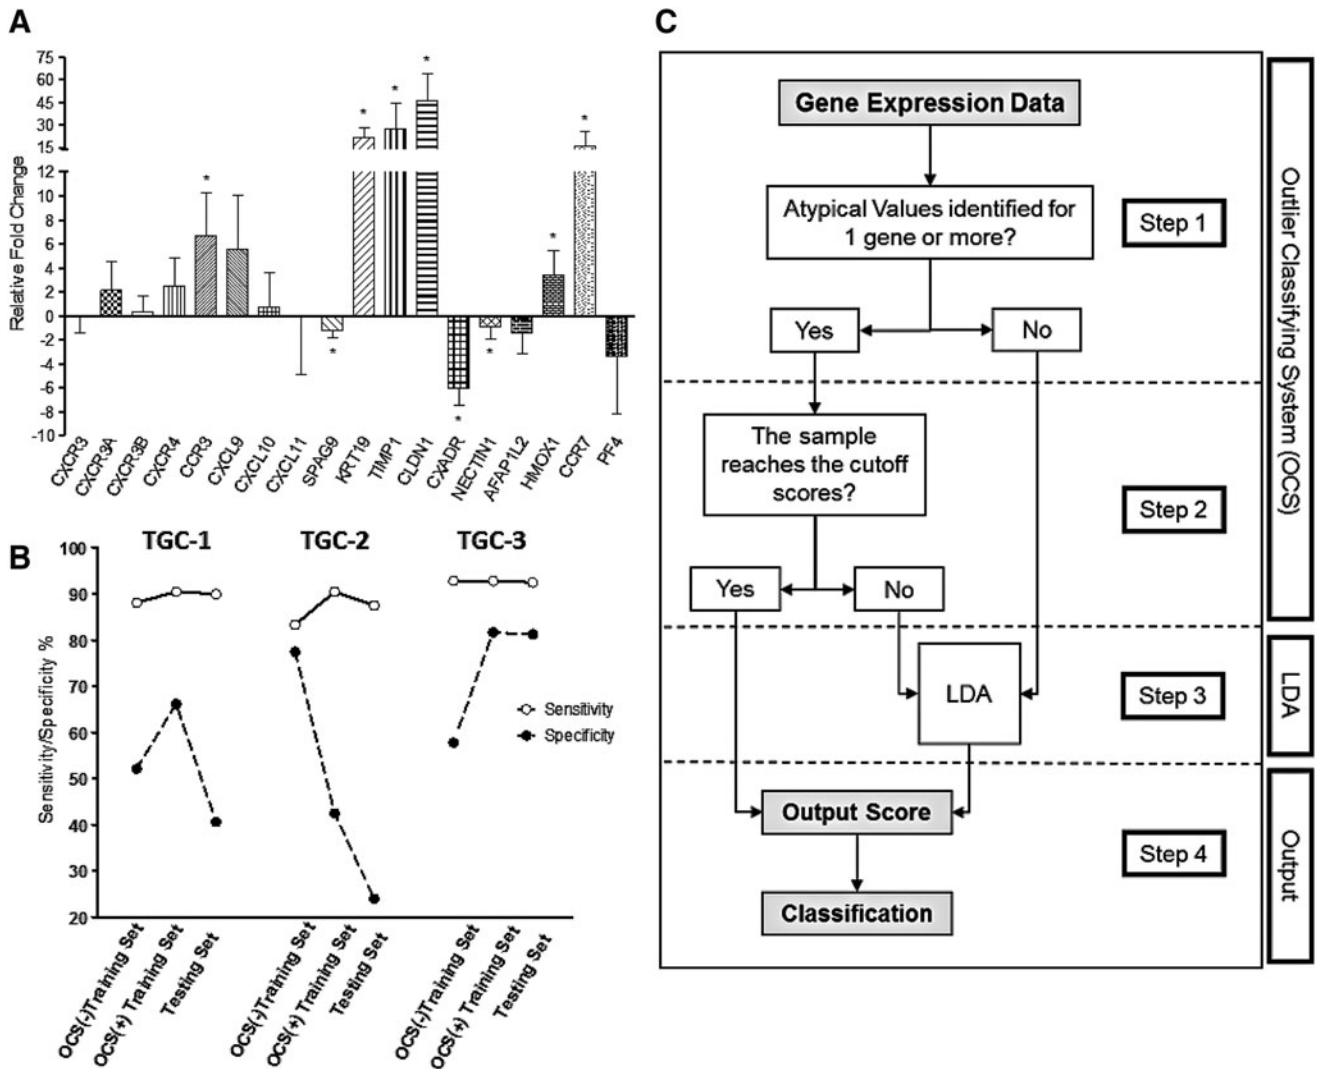 A
Relative Fold Change
75
60
45
30
15
12
10
8
6
4
2
0
-2
-4
-6
-8
-10
*
*
*
*
*
*
*
*
*
CXCR3
CXCR3A
CXCR3B
CXCR4
CCR3
CXCL9
CXCL10
CXCL11
SPAG9
KRT19
TIMP1
CLDN1
CXADR
NECTIN1
AFAP1L2
HMOX1
CCR7
PF4
B
Sensitivity/Specificity %
100
90
80
70
60
50
40
30
20
TGC-1
TGC-2
TGC-3
Sensitivity
Specificity
OCS(-)Training Set
OCS(+) Training Set
Testing Set
OCS(-)Training Set
OCS(+) Training Set
Testing Set
OCS(-)Training Set
OCS(+) Training Set
Testing Set
C
Gene Expression Data
Atypical Values identified for
1 gene or more?
Step 1
Yes
No
The sample
reaches the cutoff
scores?
Step 2
Yes
No
LDA
Step 3
Output Score
Step 4
Classification
Outlier Classifying System (OCS)
LDA
Output